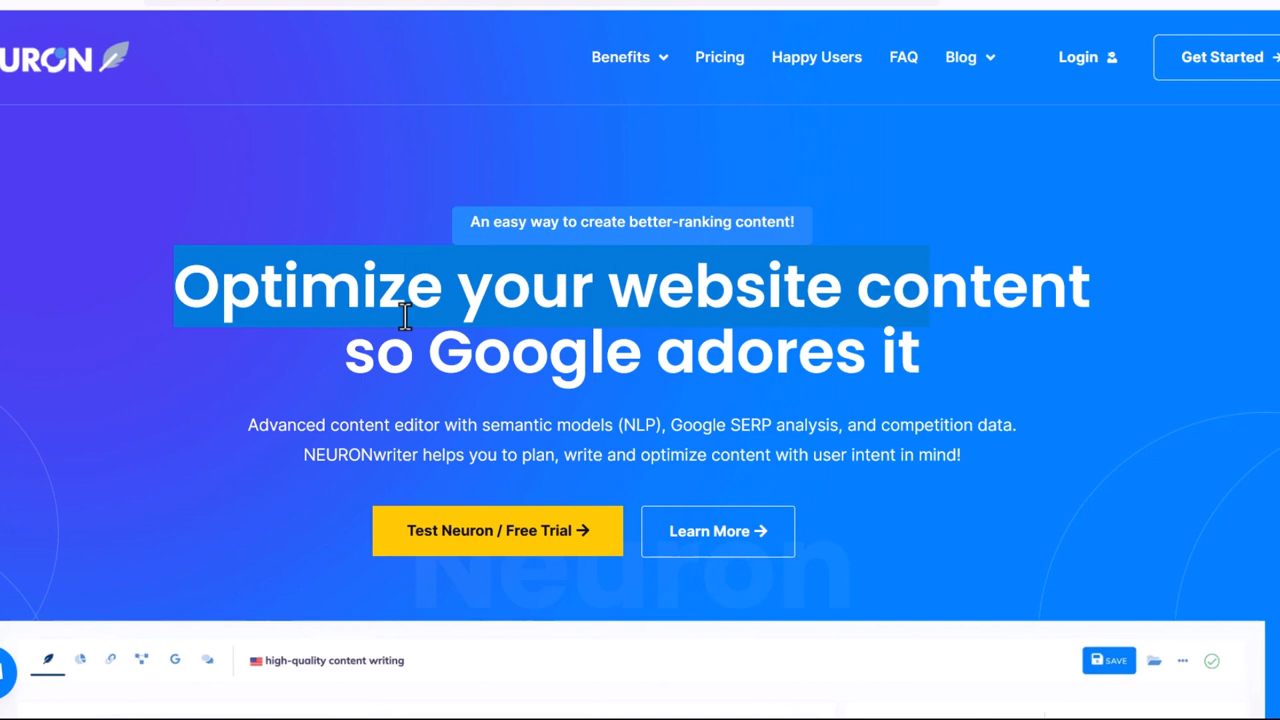 URON
Benefits Pricing Happy Users FAQ Blog Login Get Started
An easy way to create better-ranking content!
Optimize your website content
so Google adores it
Advanced content editor with semantic models (NLP), Google SERP analysis, and competition data.
NEURONwriter helps you to plan, write and optimize content with user intent in mind!
Test Neuron / Free Trial Learn More
Neuron
high-quality content writing SAVE